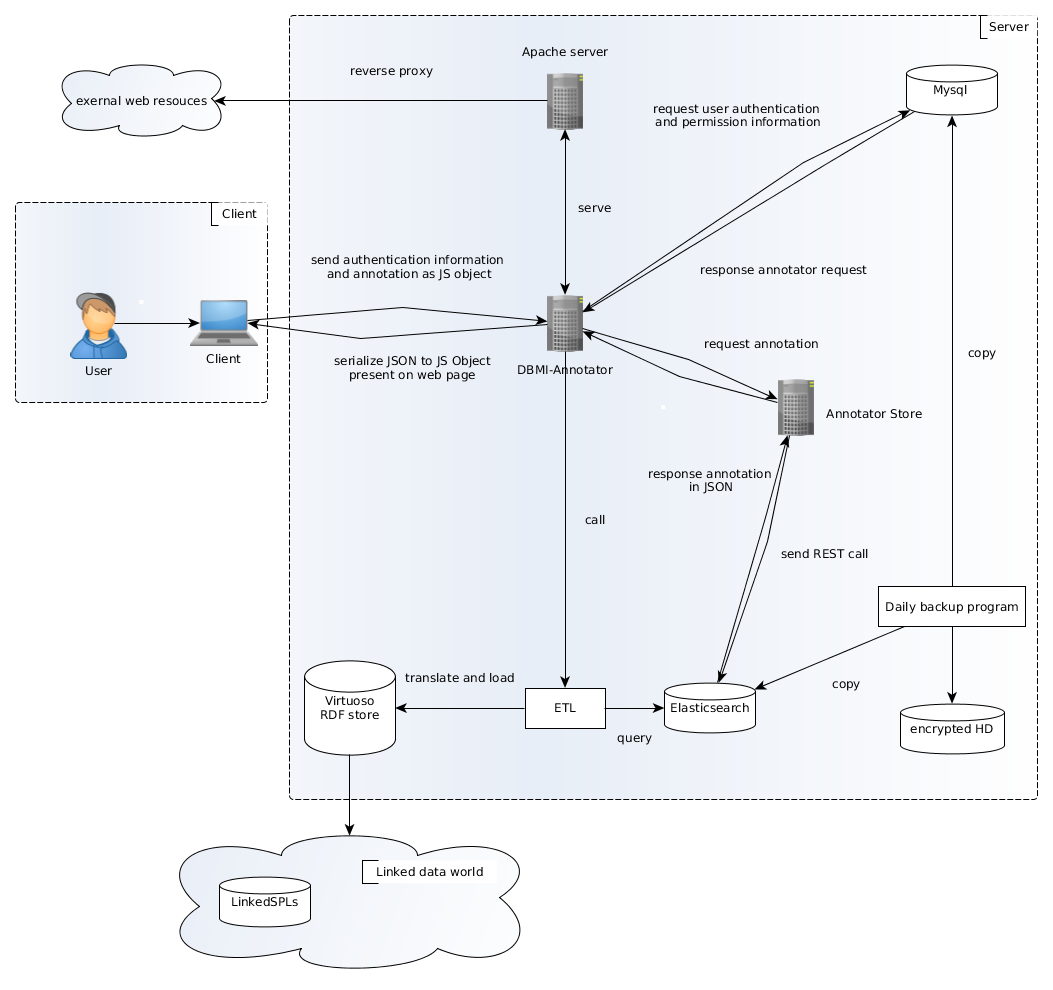 Server
Apache server
reverse proxy
exernal web resouces
Mysql
request user authentication
and permission information
serve
Client
send authentication information
and annotation as JS object
response annotator request
request annotation
copy
User
Client
serialize JSON to JS Object
present on web page
DBMI-Annotator
Annotator Store
response annotation
in JSON
call
send REST call
Daily backup program
translate and load
copy
Virtuoso
RDF store
ETL
Elasticsearch
query
encrypted HD
Linked data world
LinkedSPLs